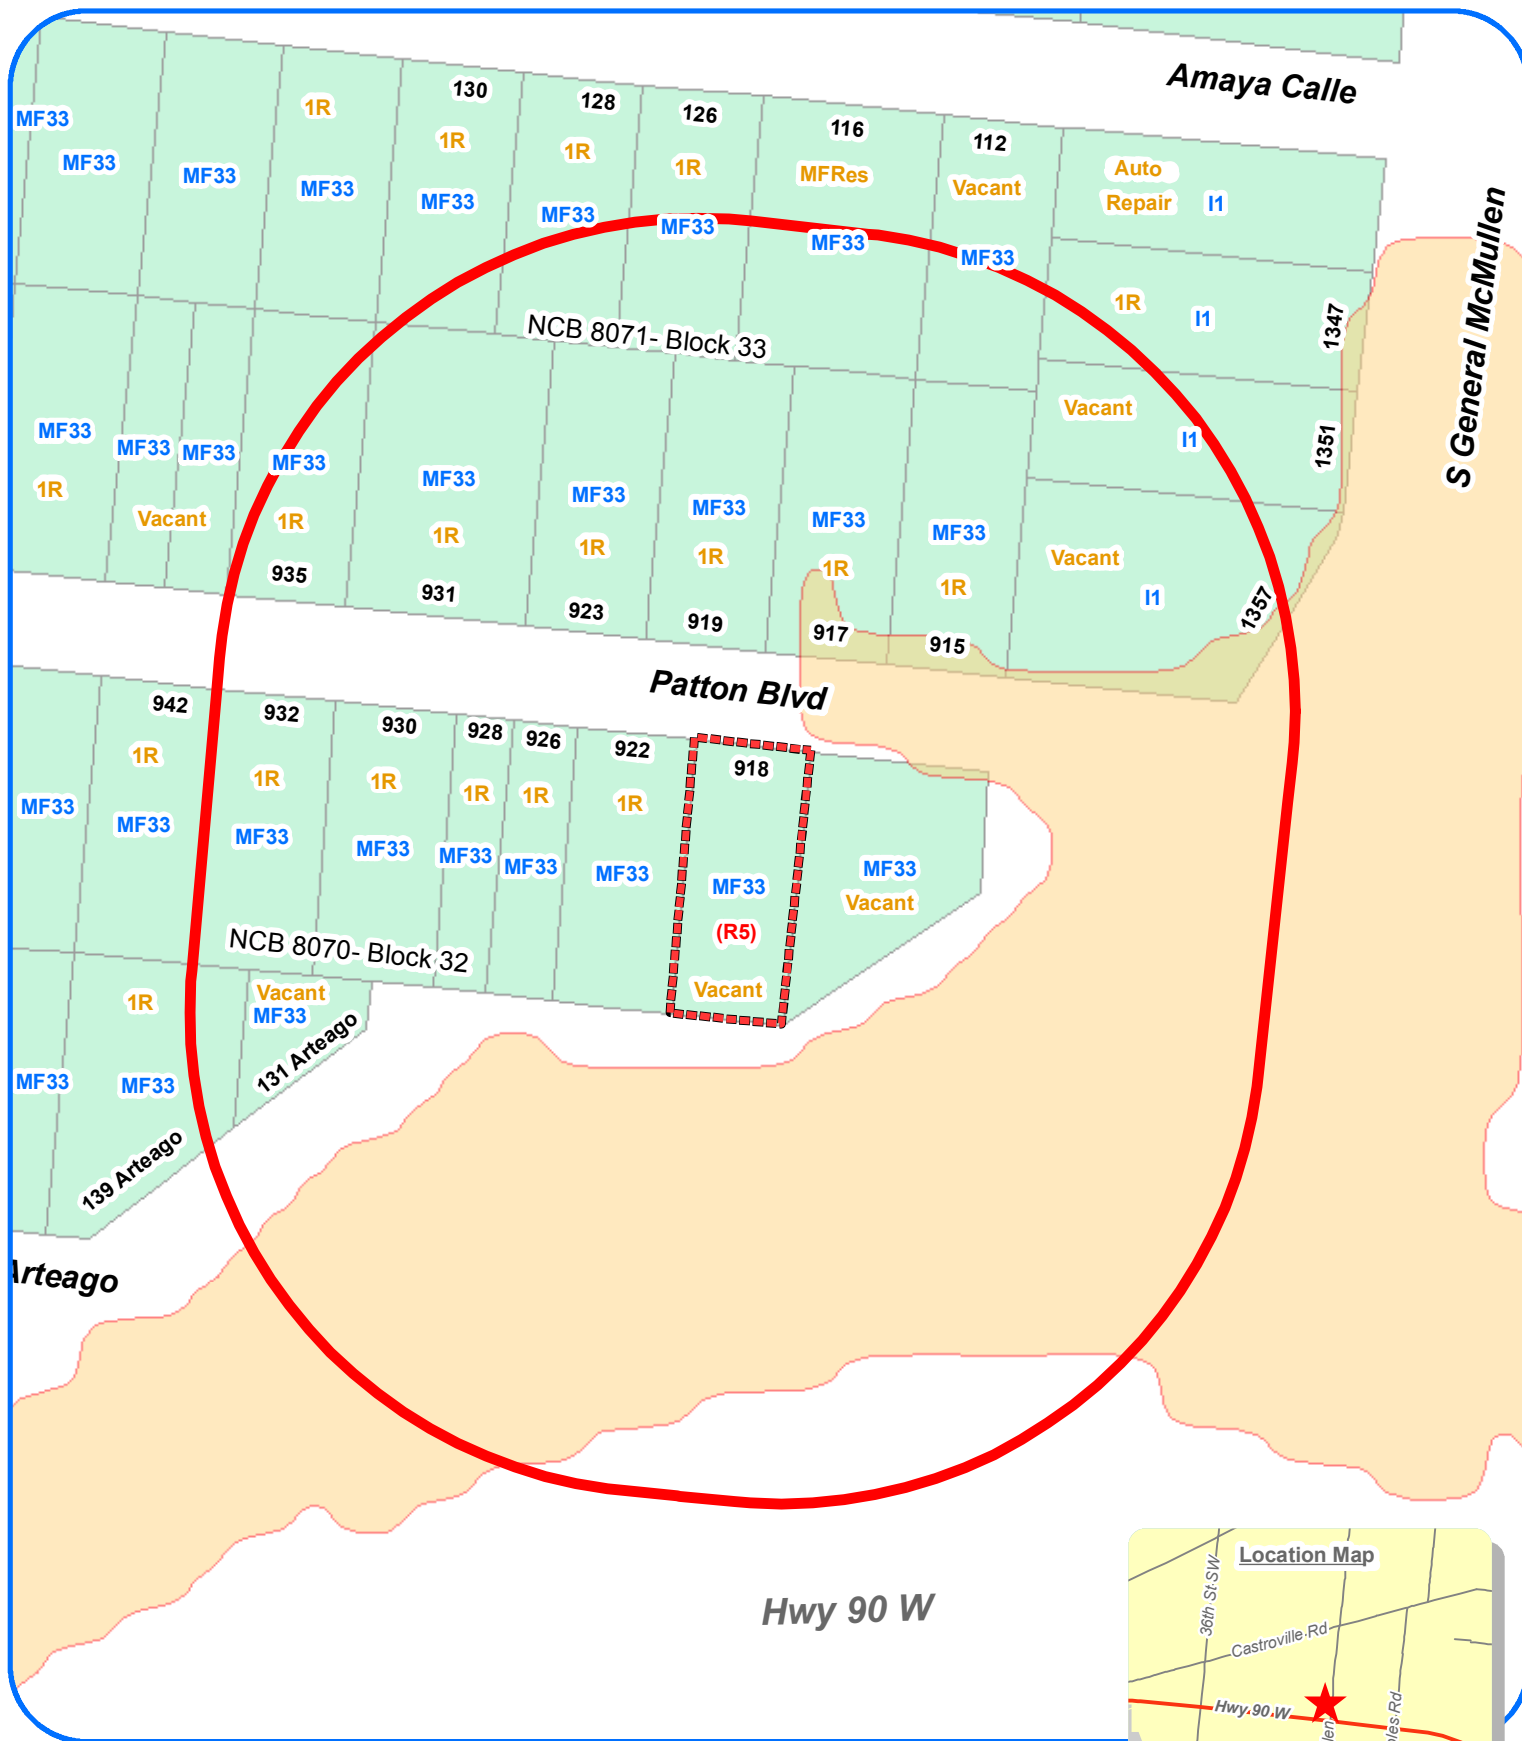 Amaya Calle
S General McMullen
130
128
126
116
112
1R
1R
1R
1R
MFRes
Vacant
Auto
Repair
I1
MF33
MF33
MF33
MF33
MF33
MF33
MF33
MF33
MF33
1R
I1
1347
NCB 8071- Block 33
Vacant
I1
1351
MF33
MF33
MF33
MF33
MF33
MF33
MF33
MF33
MF33
1R
Vacant
1R
1R
1R
1R
1R
1R
Vacant
I1
935
931
923
919
917
915
1357
Patton Blvd
942
932
930
928
926
922
918
1R
1R
1R
1R
1R
1R
MF33
MF33
MF33
MF33
MF33
MF33
MF33
MF33
MF33
(R5)
Vacant
Vacant
NCB 8070- Block 32
1R
Vacant
MF33
131 Arteago
MF33
MF33
139 Arteago
Arteago
Hwy 90 W
Location Map
36th St SW
Castroville Rd
Hwy 90 W